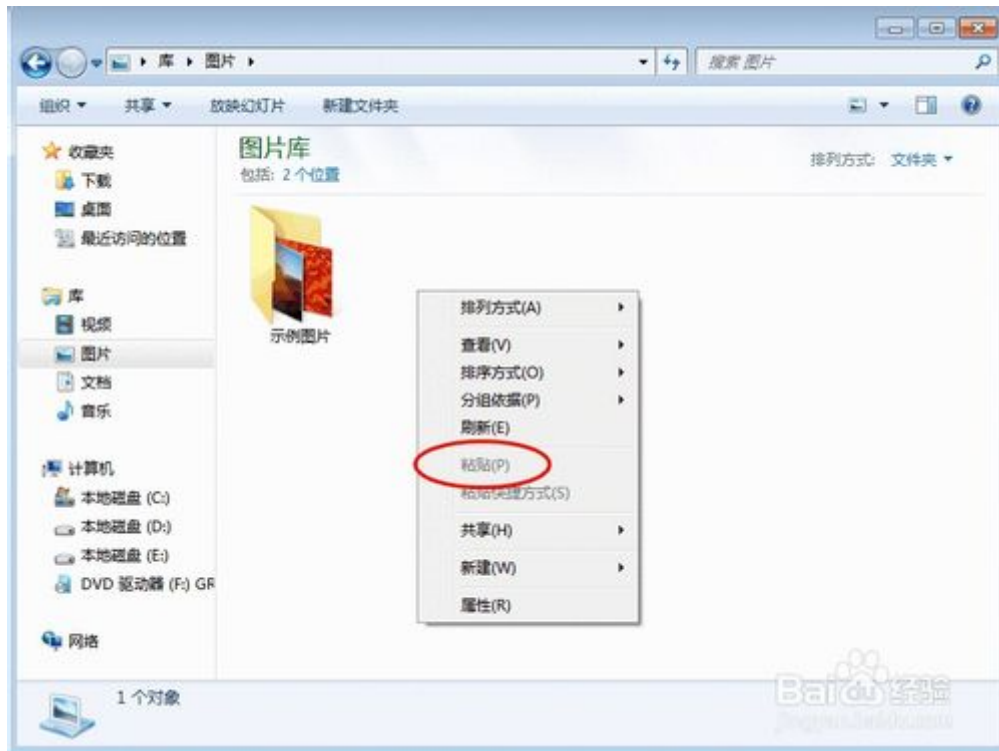 库 图片
搜索 图片
组织 共享 放映幻灯片 新建文件夹
收藏夹
下载
桌面
最近访问的位置
库
视频
图片
文档
音乐
计算机
本地磁盘 (C:)
本地磁盘 (D:)
本地磁盘 (E:)
DVD 驱动器 (F:) GR
网络
图片库
包括: 2 个位置
排列方式: 文件夹
示例图片
排列方式(A)
查看(V)
排序方式(O)
分组依据(P)
刷新(E)
粘贴(P)
粘贴快捷方式(S)
共享(H)
新建(W)
属性(R)
1 个对象
Baidu 经验
jingyan.baidu.com